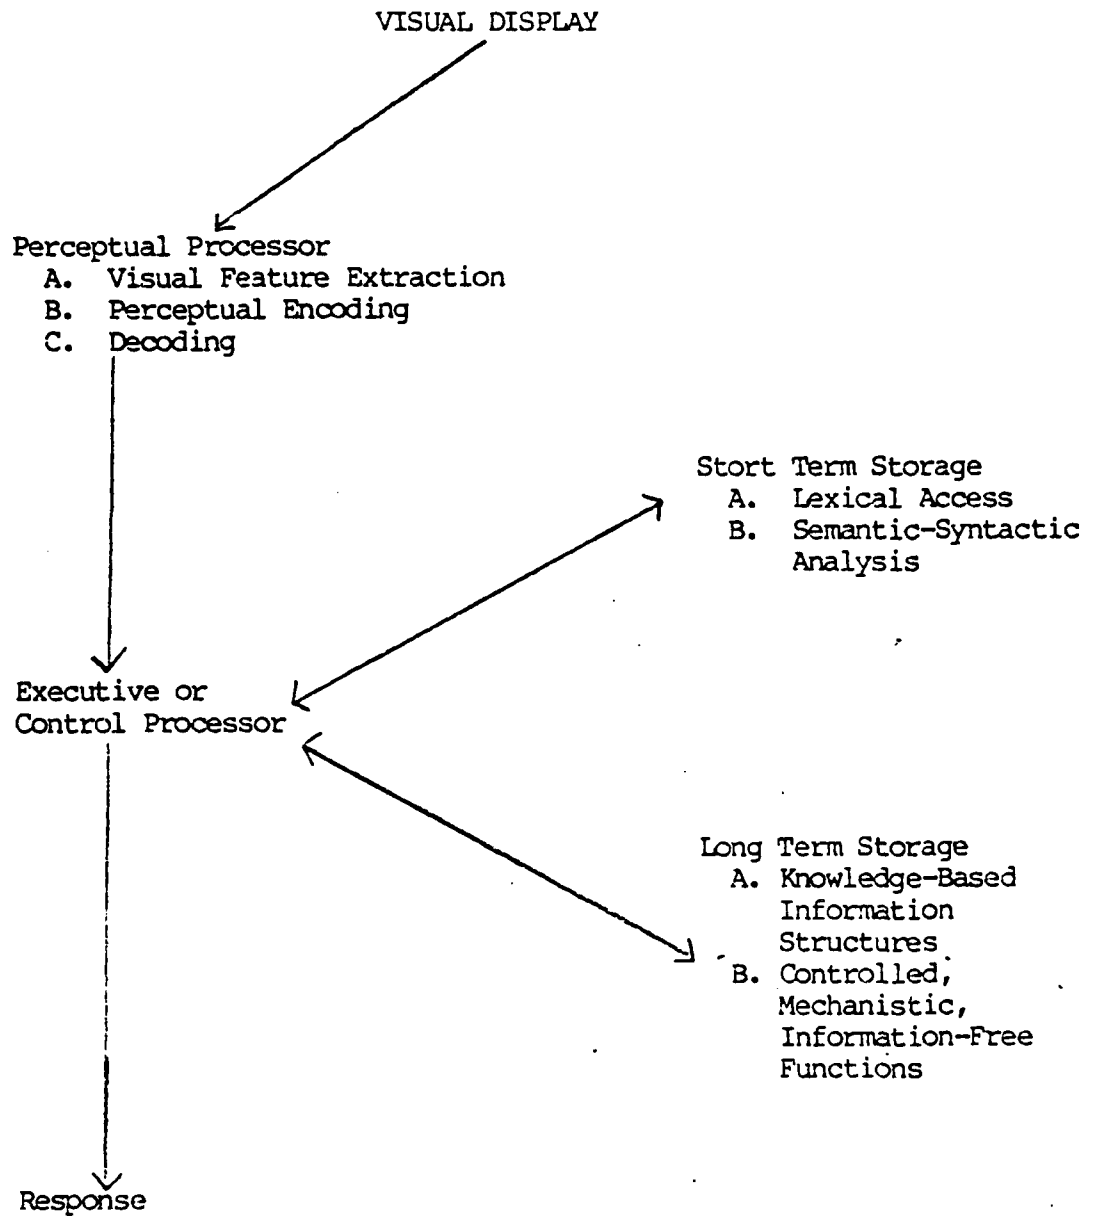 VISUAL DISPLAY
Perceptual Processor
A. Visual Feature Extraction
B. Perceptual Encoding
C. Decoding
Stort Term Storage
A. Lexical Access
B. Semantic-Syntactic
Analysis
Executive or
Control Processor
Long Term Storage
A. Knowledge-Based
Information
Structures
B. Controlled,
Mechanistic,
Information-Free
Functions
Response